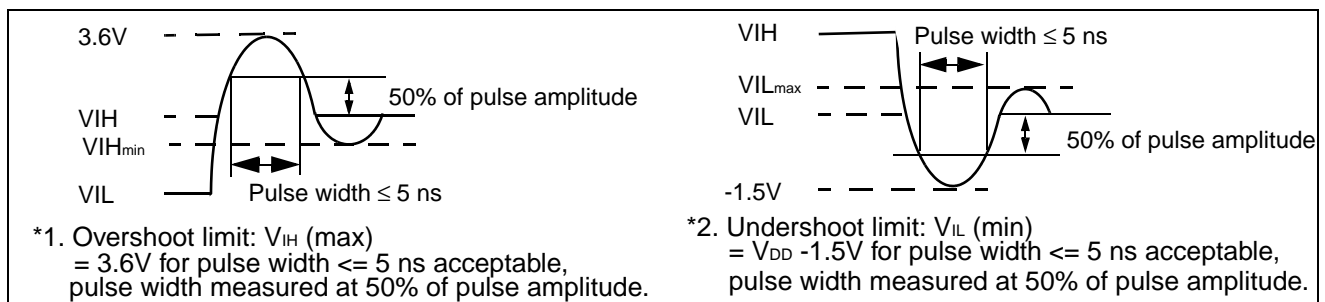 3.6V
VIH
VIHmin
VIL
50% of pulse amplitude
Pulse width ≤ 5 ns
*1. Overshoot limit: VIH (max)
= 3.6V for pulse width <= 5 ns acceptable,
pulse width measured at 50% of pulse amplitude.
VIH
Pulse width ≤ 5 ns
VILmax
VIL
50% of pulse amplitude
-1.5V
*2. Undershoot limit: VIL (min)
= VDD -1.5V for pulse width <= 5 ns acceptable,
pulse width measured at 50% of pulse amplitude.